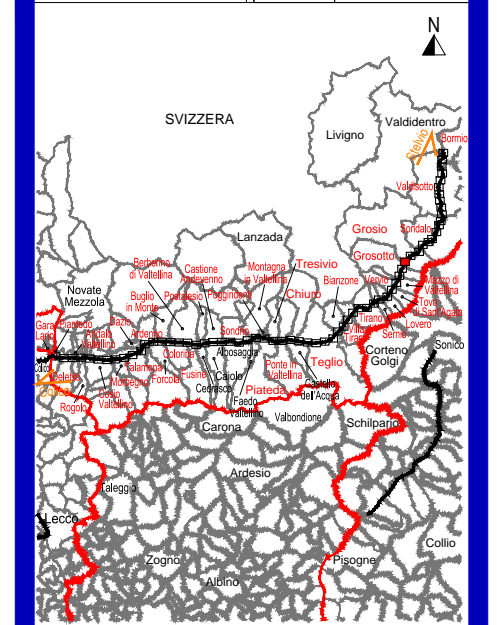 N
SVIZZERA
Livigno
Valdidentro
Stelvio
Bormio
Valdisotto
Sondalo
Grosio
Grosotto
Lanzada
Tresivio
Montagna
in Valtellina
Castione
Andevenno
Berbenno
di Valtellina
Buglio
in Monte
Postalesio
Poggiridenti
Chiuro
Bianzone
Vervio
Mazzo di
Valtellina
Tovo
di Sant'Agata
Lovero
Sernio
Tirano
Villa di
Tirano
Novate
Mezzola
Gera
Lario
Piantedo
Dazio
Andalo
Valtellino
Ardenno
Sondrio
Colorina
Albosaggia
Caiolo
Cedrasco
Fusine
Forcola
Talamona
Morbegno
Cosio
Valtellino
Delebio
Colico
Rogolo
Ponte in
Valtellina
Teglio
Castello
dell'Acqua
Piateda
Faedo
Valtellino
Valbondione
Carona
Corteno
Golgi
Sonico
Schilpario
Ardesio
Taleggio
Lecco
Zogno
Albino
Pisogne
Collio